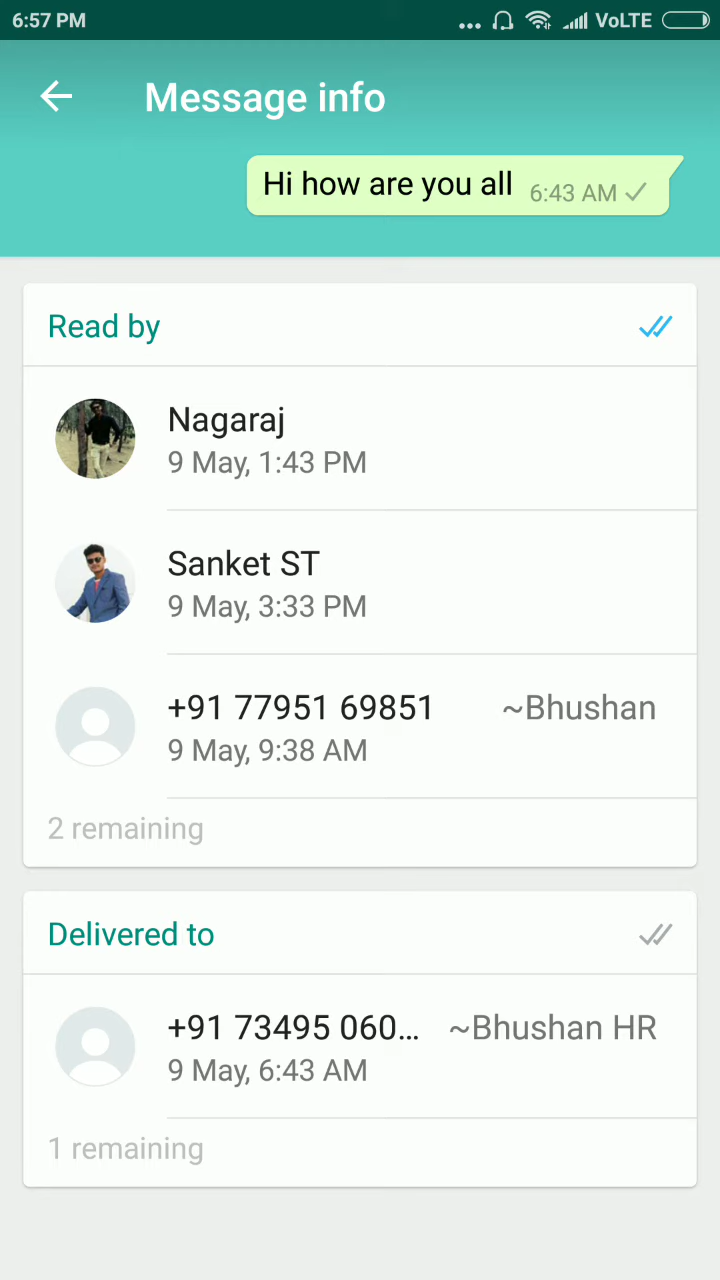 6:57 PM ... VoLTE
Message info
Hi how are you all 6:43 AM
Read by
Nagaraj
9 May, 1:43 PM
Sanket ST
9 May, 3:33 PM
+91 77951 69851 ~Bhushan
9 May, 9:38 AM
2 remaining
Delivered to
+91 73495 060... ~Bhushan HR
9 May, 6:43 AM
1 remaining